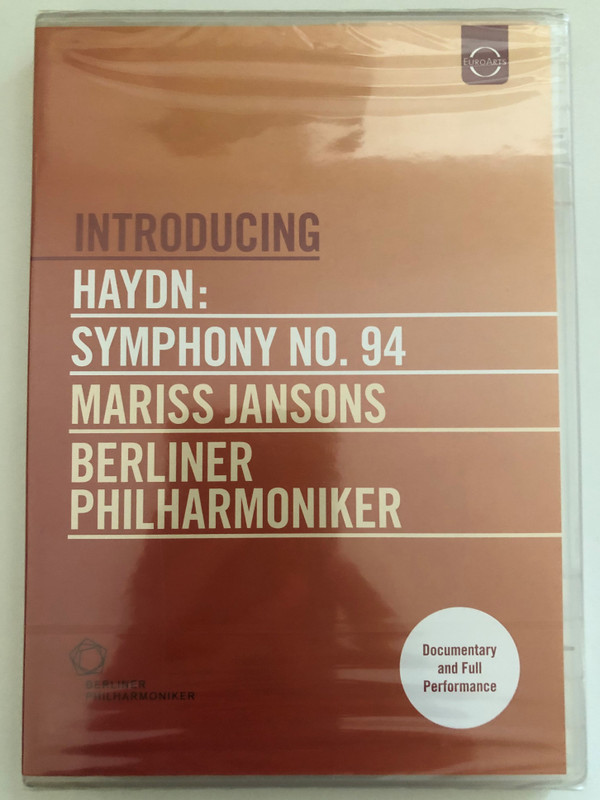 EUROARTS
INTRODUCING
HAYDN:
SYMPHONY NO. 94
MARISS JANSONS
BERLINER
PHILHARMONIKER
Documentary
and Full
Performance
BERLINER
PHILHARMONIKER